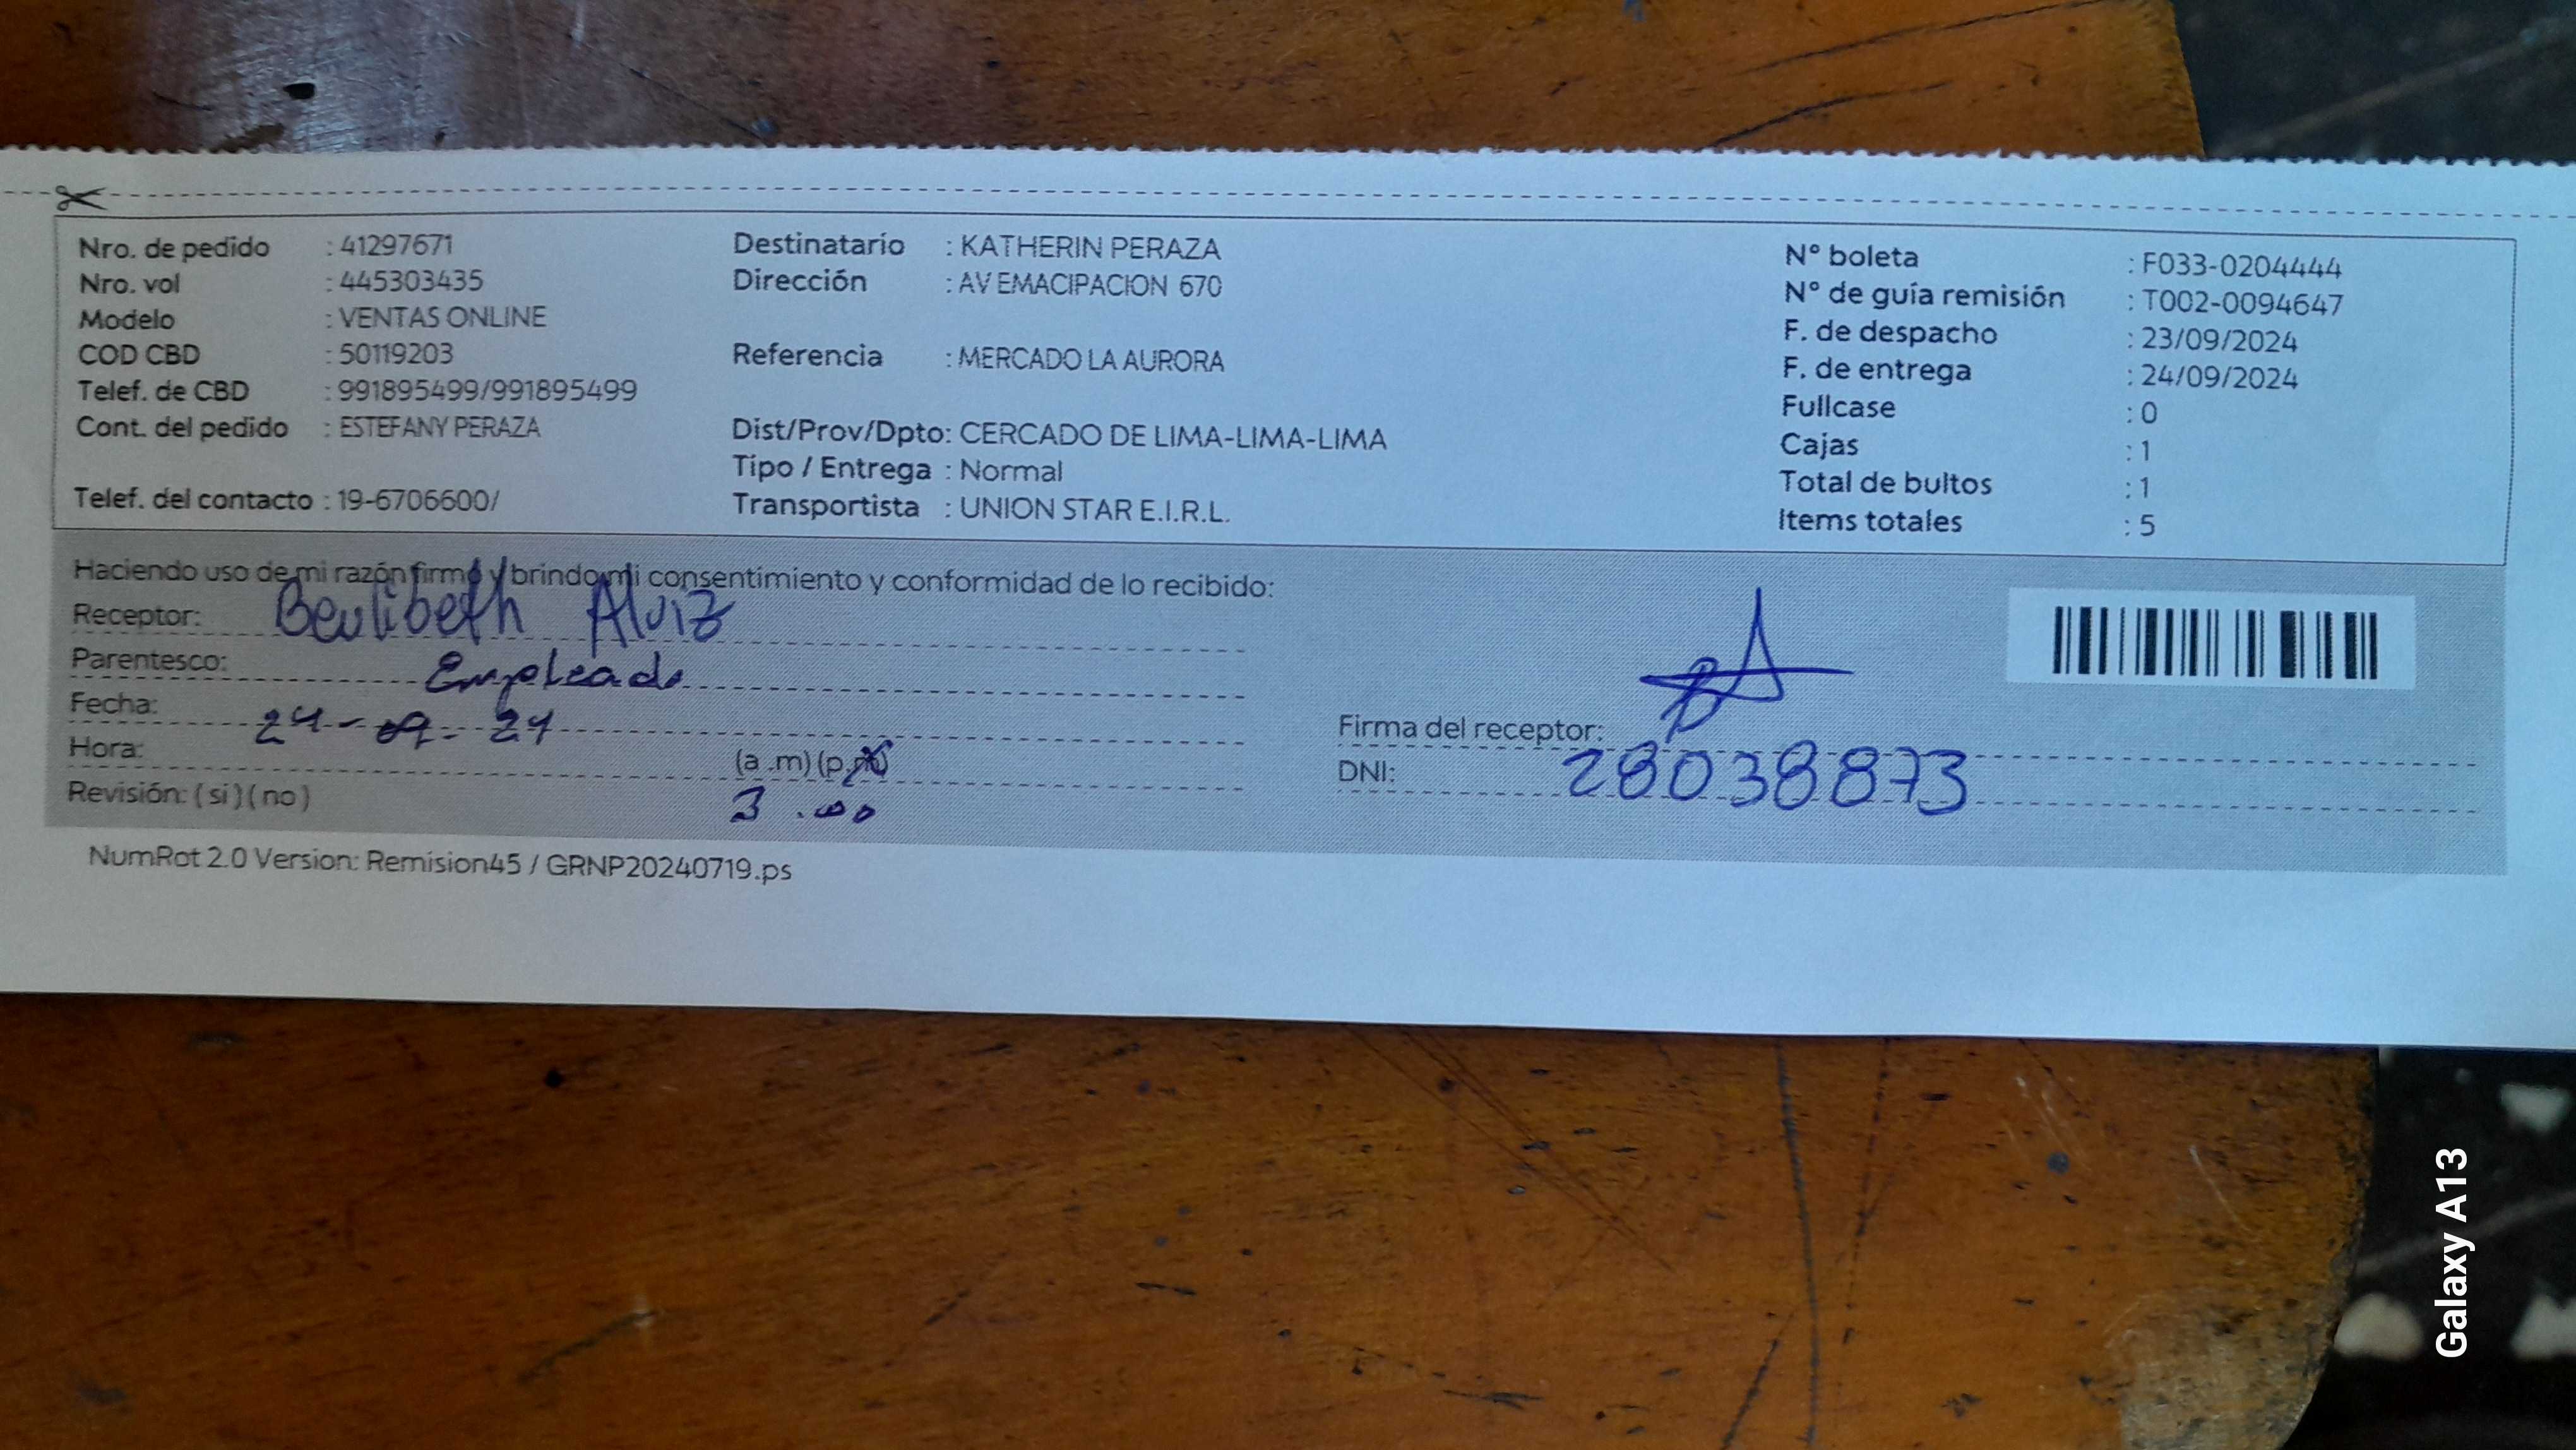 Nro. de pedido : 41297671
Nro. vol : 445303435
Modelo : VENTAS ONLINE
COD CBD : 50119203
Telef. de CBD : 991895499/991895499
Cont. del pedido : ESTEFANY PERAZA
Telef. del contacto : 19-6706600/
Destinatario : KATHERIN PERAZA
Dirección : AV EMACIPACION 670
Referencia : MERCADO LA AURORA
Dist/Prov/Dpto: CERCADO DE LIMA-LIMA-LIMA
Tipo / Entrega : Normal
Transportista : UNION STAR E.I.R.L.
N° boleta : F033-0204444
N° de guía remisión : T002-0094647
F. de despacho : 23/09/2024
F. de entrega : 24/09/2024
Fullcase : 0
Cajas : 1
Total de bultos : 1
Items totales : 5
Haciendo uso de mi razón firmo y brindo mi consentimiento y conformidad de lo recibido:
Receptor: Alviz
Parentesco: Empleado
Fecha: 24-09-24
Hora: (a .m) (p.m)
Revisión: ( si ) ( no ) 3.00
Firma del receptor:
DNI: 28038873
NumRot 2.0 Version: Remision45 / GRNP20240719.ps
Galaxy A13